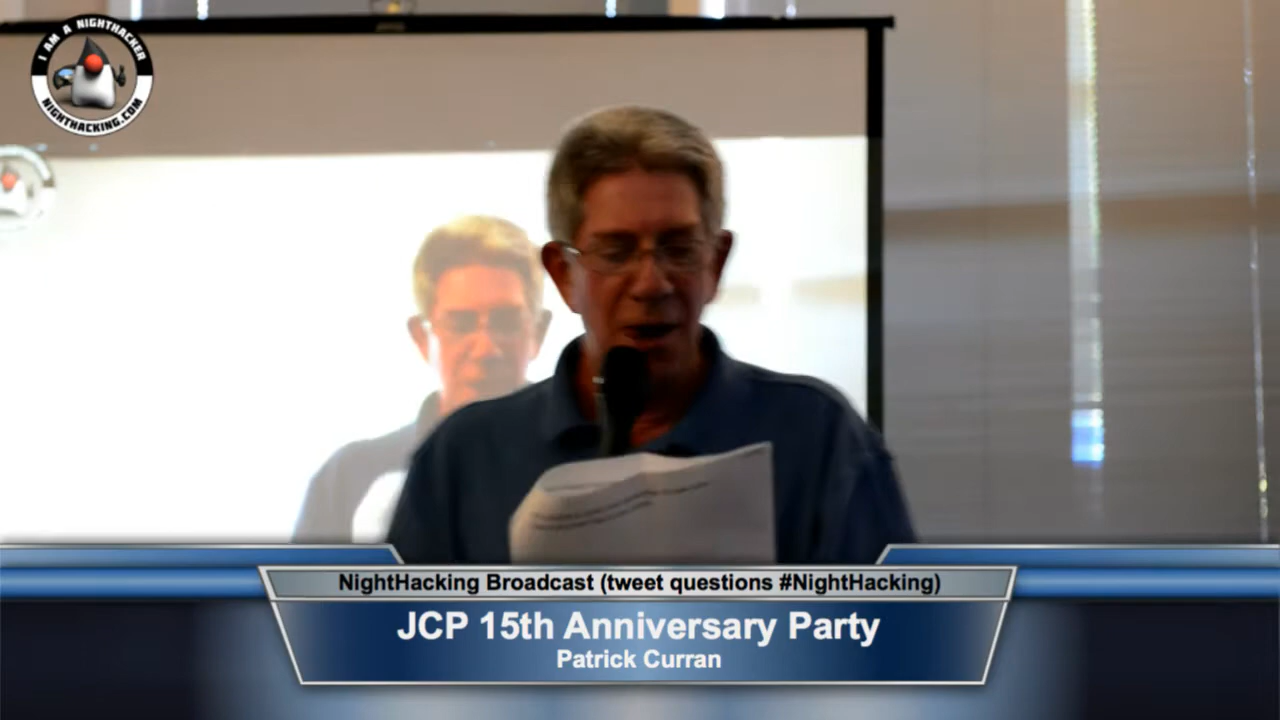 I AM A NIGHTHACKER
NIGHTHACKING.COM
NightHacking Broadcast (tweet questions #NightHacking)
JCP 15th Anniversary Party
Patrick Curran